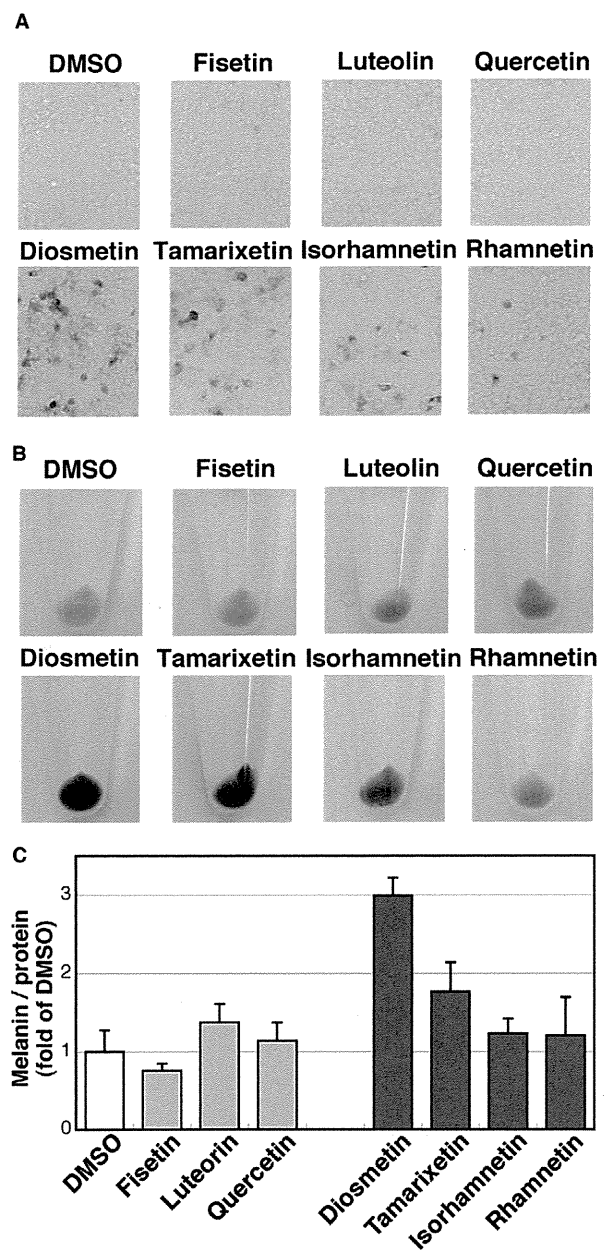 A
DMSO Fisetin Luteolin Quercetin
Diosmetin Tamarixetin Isorhamnetin Rhamnetin
B
DMSO Fisetin Luteolin Quercetin
Diosmetin Tamarixetin Isorhamnetin Rhamnetin
C
Melanin / protein
(fold of DMSO)
3
2
1
0
DMSO
Fisetin
Luteorin
Quercetin
Diosmetin
Tamarixetin
Isorhamnetin
Rhamnetin